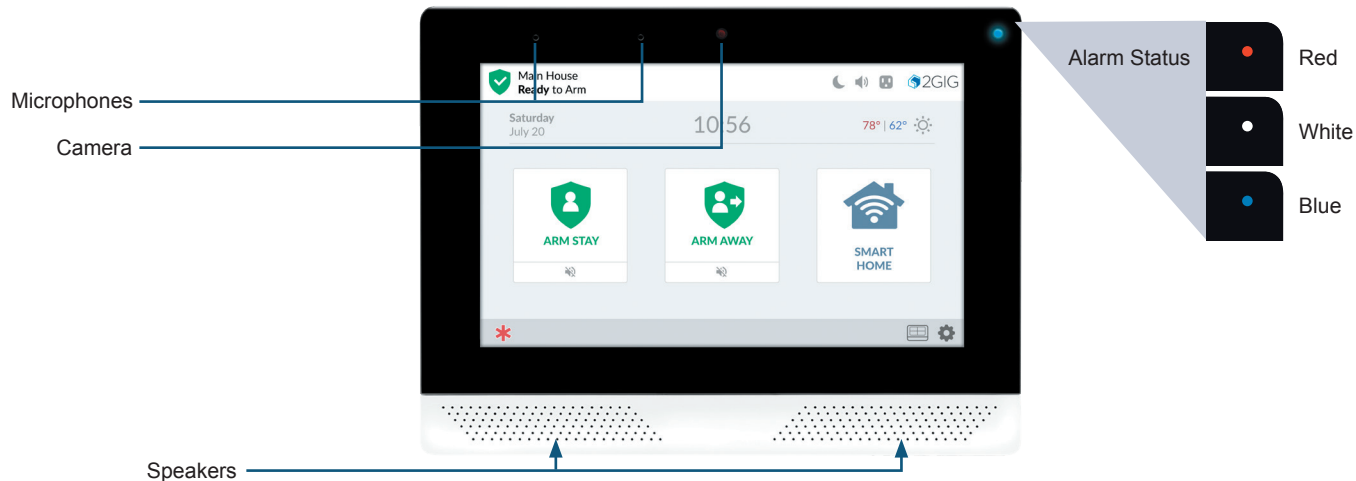 Microphones
Camera
Speakers
Main House
Ready to Arm
2GIG
Saturday
July 20
10:56
78° | 62°
ARM STAY
ARM AWAY
SMART
HOME
Alarm Status
Red
White
Blue